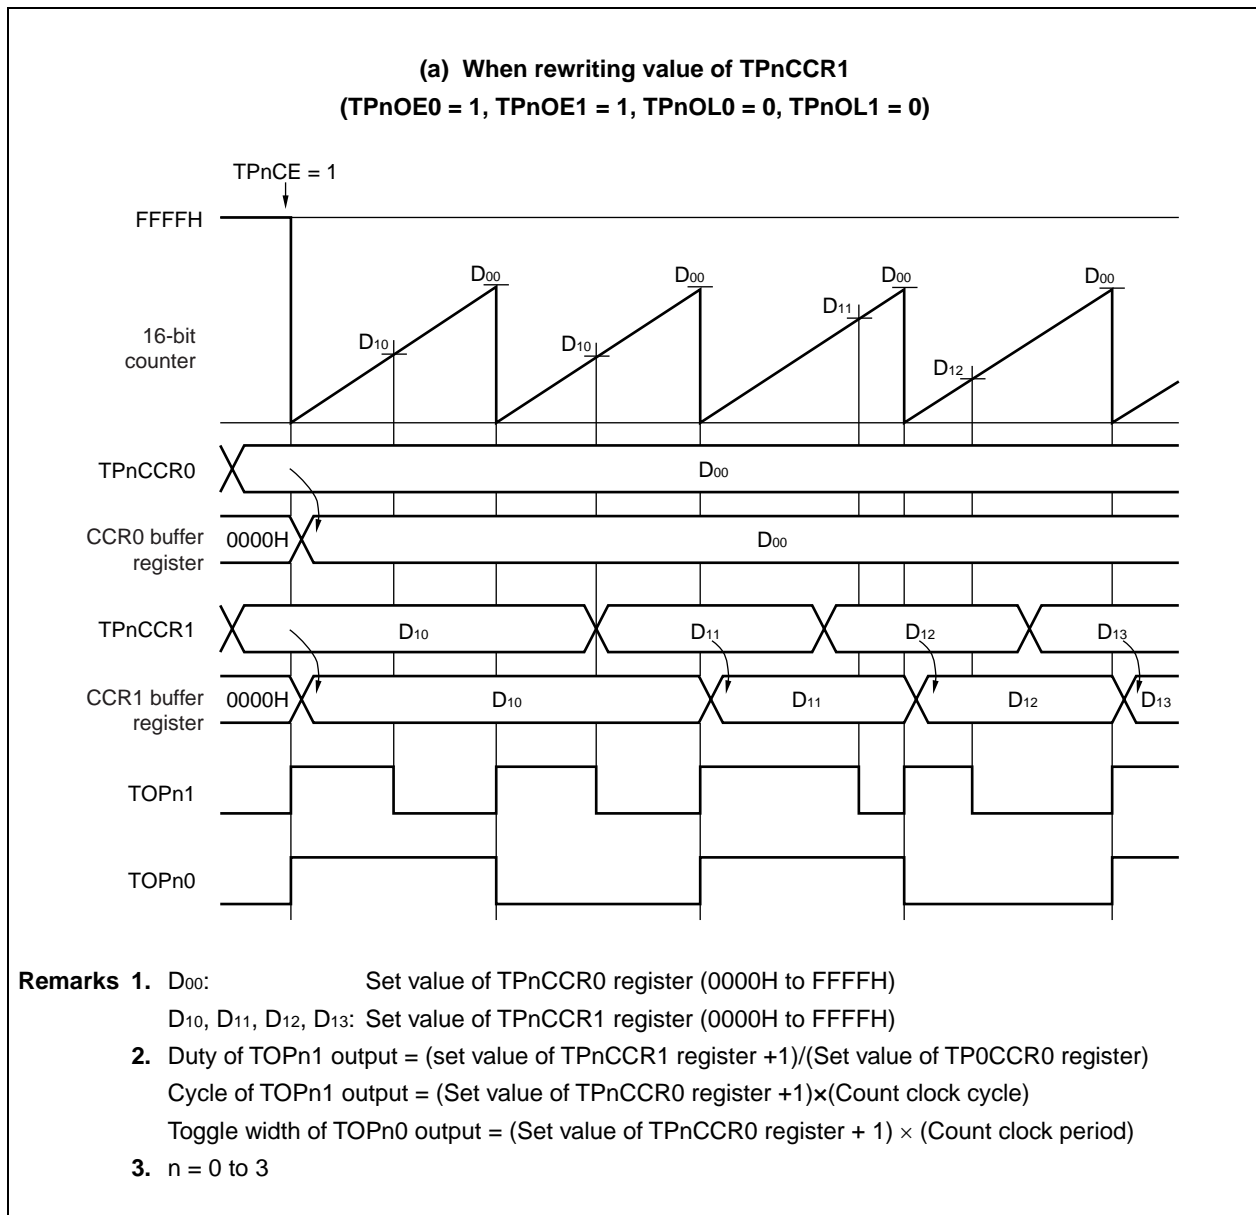 (a) When rewriting value of TPnCCR1
(TPnOE0 = 1, TPnOE1 = 1, TPnOL0 = 0, TPnOL1 = 0)
TPnCE = 1
FFFFH
D00 D00 D00 D00
D11
16-bit
counter
D10 D10
D12
TPnCCR0 D00
CCR0 buffer
register
0000H D00
TPnCCR1 D10 D11 D12 D13
CCR1 buffer
register
0000H D10 D11 D12 D13
TOPn1
TOPn0
Remarks 1. D00: Set value of TPnCCR0 register (0000H to FFFFH)
D10, D11, D12, D13: Set value of TPnCCR1 register (0000H to FFFFH)
2. Duty of TOPn1 output = (set value of TPnCCR1 register +1)/(Set value of TP0CCR0 register)
Cycle of TOPn1 output = (Set value of TPnCCR0 register +1)×(Count clock cycle)
Toggle width of TOPn0 output = (Set value of TPnCCR0 register + 1) × (Count clock period)
3. n = 0 to 3